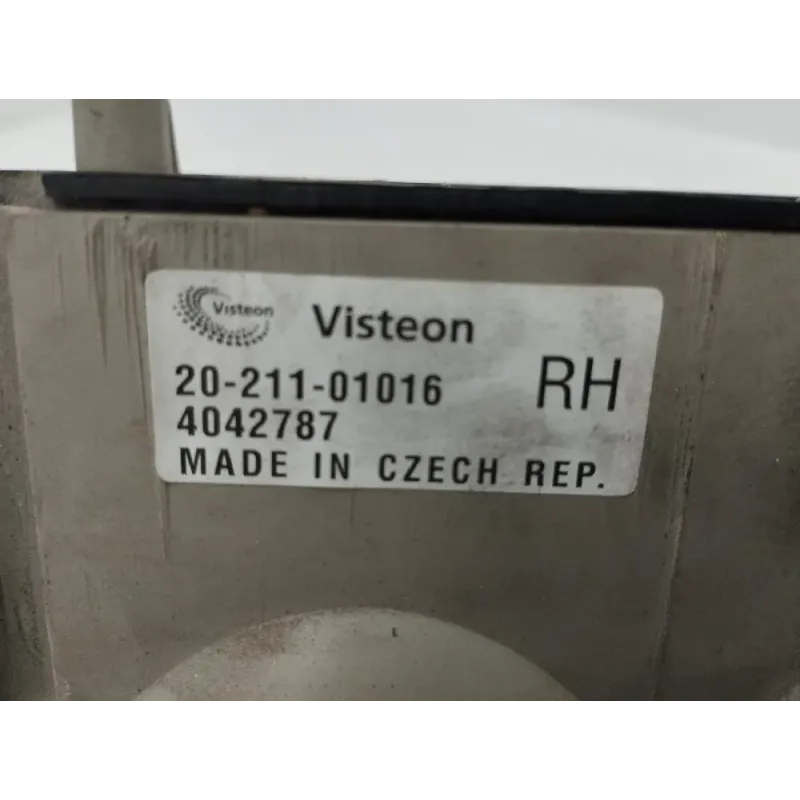 Visteon Visteon
20-211-01016 RH
4042787
MADE IN CZECH REP.